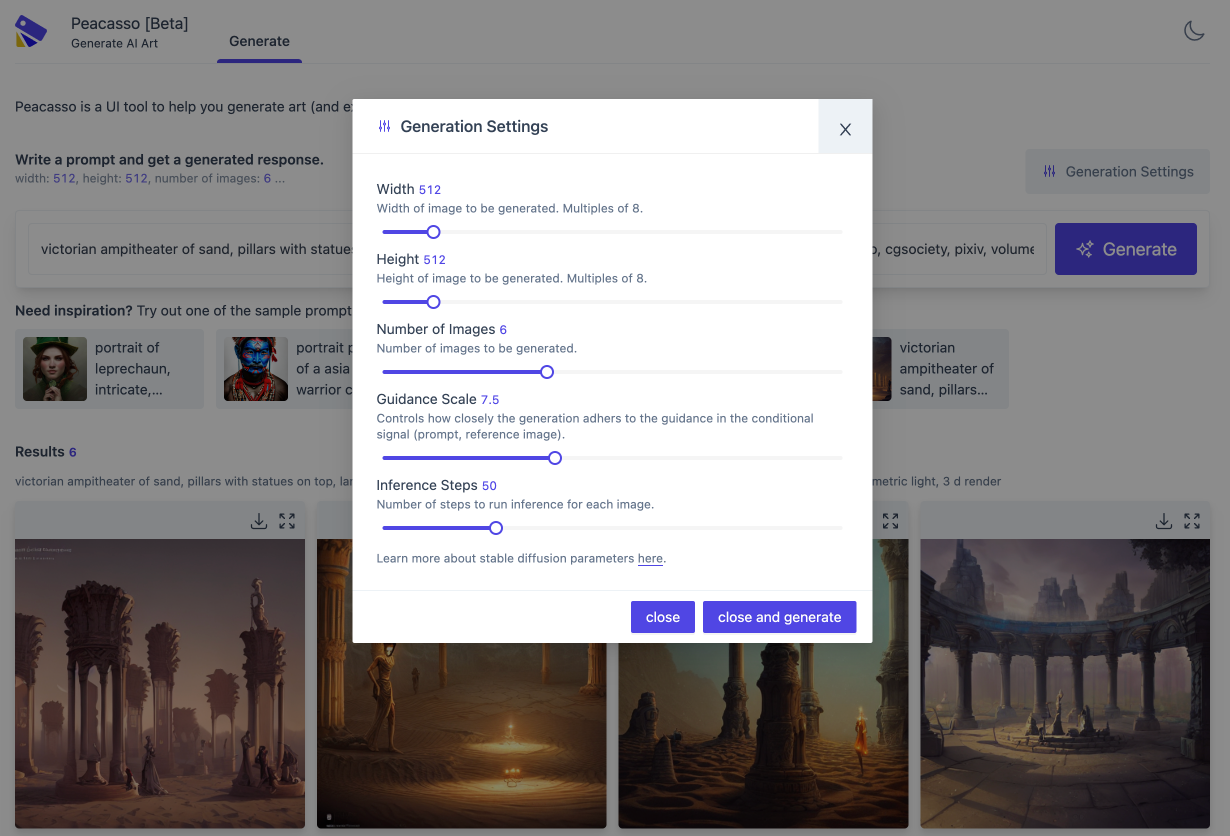 Peacasso [Beta]
Generate AI Art
Generate
Peacasso is a UI tool to help you generate art (and
Generation Settings
Write a prompt and get a generated response.
width: 512, height: 512, number of images: 6 ...
Generation Settings
Width 512
Width of image to be generated. Multiples of 8.
victorian ampitheater of sand, pillars with statues
cgsociety, pixiv, volume
Generate
Height 512
Height of image to be generated. Multiples of 8.
Need inspiration? Try out one of the sample prompt
Number of Images 6
Number of images to be generated.
portrait of
leprechaun,
intricate,...
portrait
of a asia
warrior
victorian
ampitheater of
sand, pillars...
Guidance Scale 7.5
Controls how closely the generation adhers to the guidance in the conditional
signal (prompt, reference image).
Results 6
victorian ampitheater of sand, pillars with statues on top,
metric light, 3 d render
Inference Steps 50
Number of steps to run inference for each image.
Learn more about stable diffusion parameters here.
close
close and generate